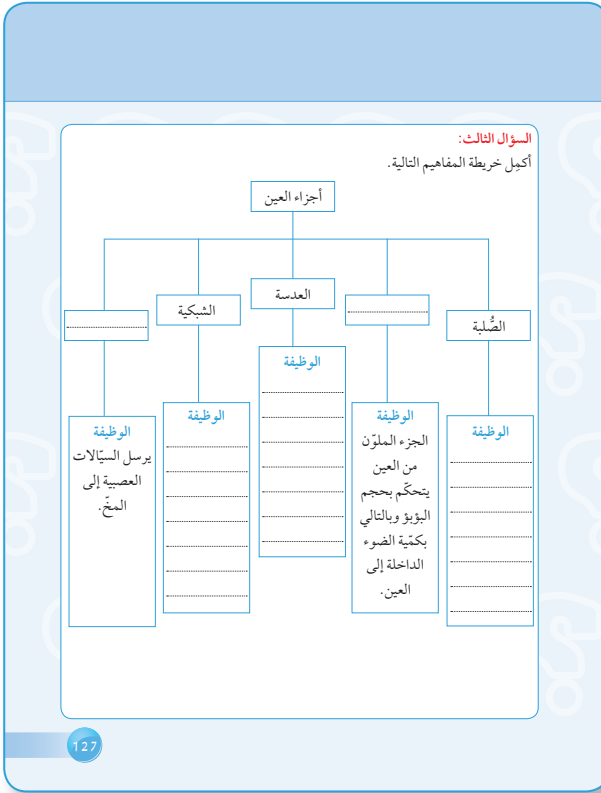 السؤال الثالث:
أكمِل خريطة المفاهيم التالية.
أجزاء العين
الصُّلبة
العدسة
الشبكية
الوظيفة
الوظيفة
الجزء الملوّن
من العين
يتحكّم بحجم
البؤبؤ وبالتالي
بكمّية الضوء
الداخلة إلى
العين.
الوظيفة
الوظيفة
الوظيفة
يرسل السيّالات
العصبية إلى
المخّ.
127